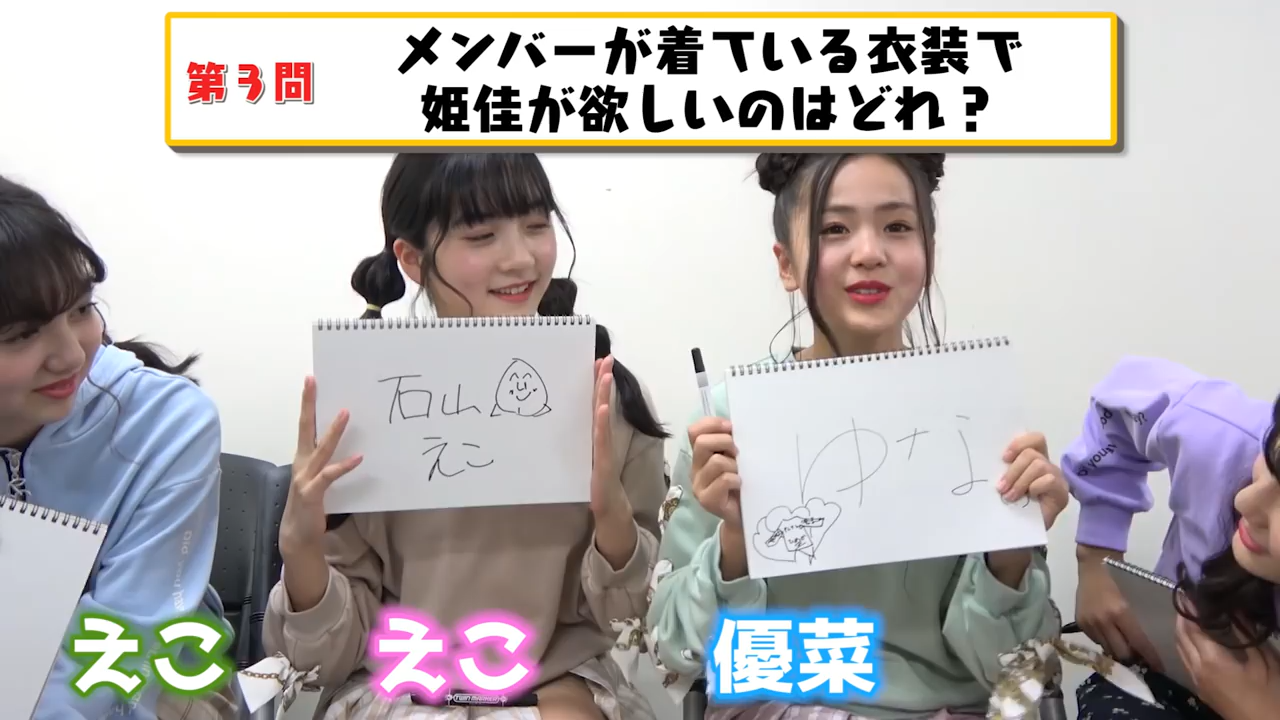 第3問
メンバーが着ている衣装で
姫佳が欲しいのはどれ？
石山
えこ
ゆな
えこ
えこ
優菜